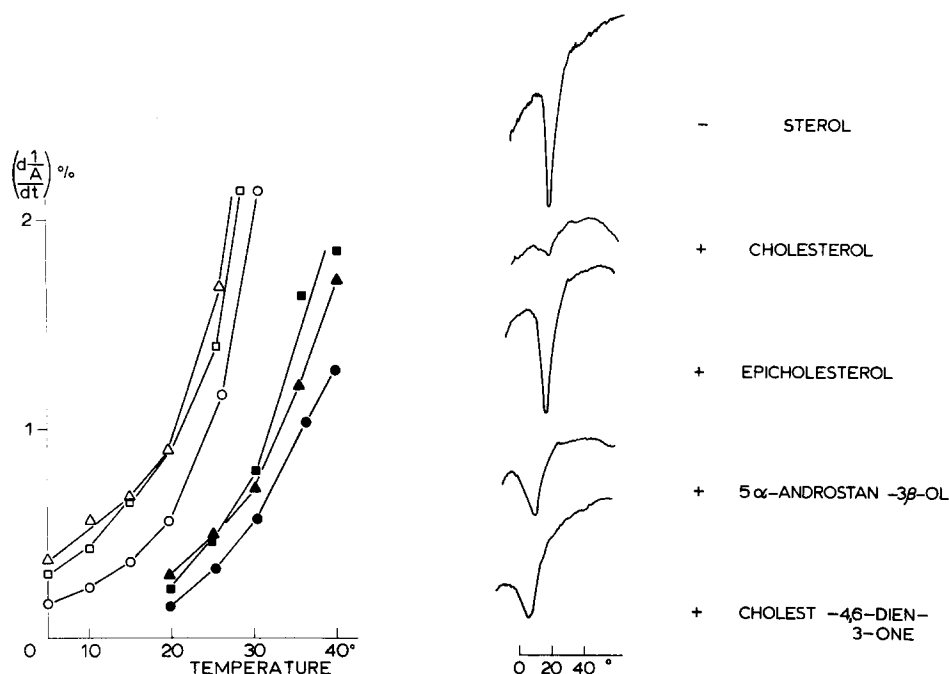 (d 1/A / dt) %
2
1
0 10 20 30 40°
TEMPERATURE
− STEROL
+ CHOLESTEROL
+ EPICHOLESTEROL
+ 5α-ANDROSTAN -3β-OL
+ CHOLEST -4,6-DIEN-
3-ONE
0 20 40 °